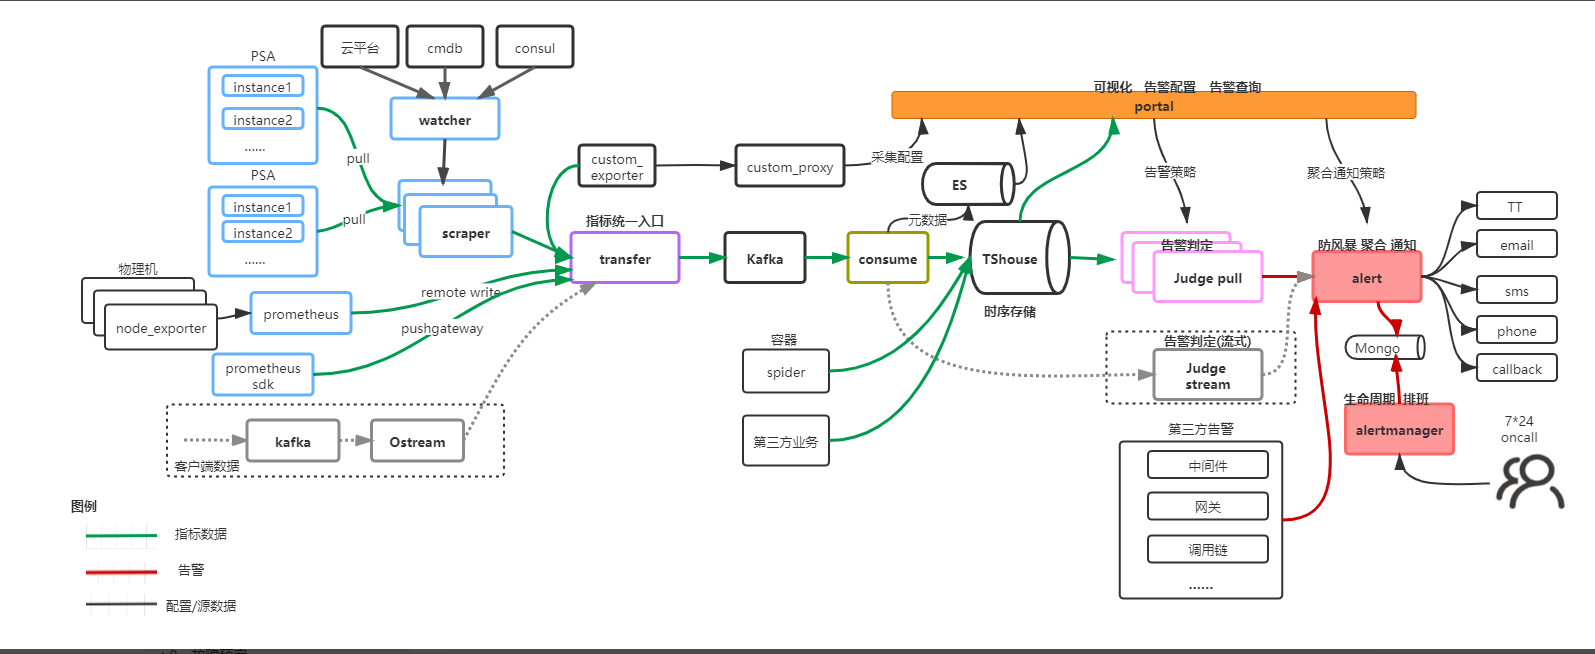 云平台
cmdb
consul
PSA
instance1
instance2
......
watcher
可视化 告警配置 告警查询
portal
pull
custom_
exporter
custom_proxy
采集配置
告警策略
聚合通知策略
PSA
instance1
instance2
......
pull
scraper
指标统一入口
transfer
Kafka
consume
元数据
ES
TShouse
时序存储
告警判定
Judge pull
防风暴 聚合 通知
alert
TT
email
sms
phone
callback
物理机
node_exporter
prometheus
remote write
pushgateway
prometheus
sdk
容器
spider
第三方业务
告警判定(流式)
Judge
stream
Mongo
生命周期 排班
alertmanager
7*24
oncall
kafka
Ostream
客户端数据
第三方告警
中间件
网关
调用链
......
图例
指标数据
告警
配置/源数据